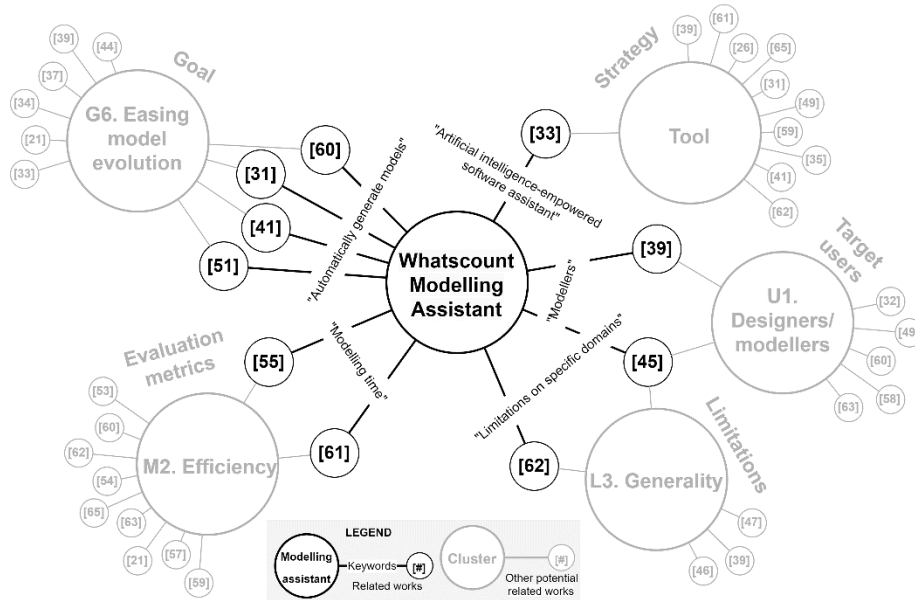 Goal
[39]
[44]
[37]
[34]
[21]
[33]
G6. Easing
model
evolution
[60]
[31]
[41]
[51]
"Automatically generate models"
Strategy
[39]
[61]
[26]
[65]
[31]
[49]
[59]
[35]
[41]
[62]
Tool
[33]
"Artificial intelligence-empowered
software assistant"
Whatscount
Modelling
Assistant
Target
users
[39]
"Modellers"
U1.
Designers/
modellers
[32]
[49]
[60]
[58]
[63]
[45]
Evaluation
metrics
[55]
"Modelling time"
[61]
[53]
[60]
[62]
[54]
[65]
[63]
[21]
[57]
[59]
M2. Efficiency
"Limitations on specific domains"
[62]
Limitations
L3. Generality
[47]
[39]
[46]
LEGEND
Modelling
assistant
Keywords
[#]
Related works
Cluster
[#]
Other potential
related works